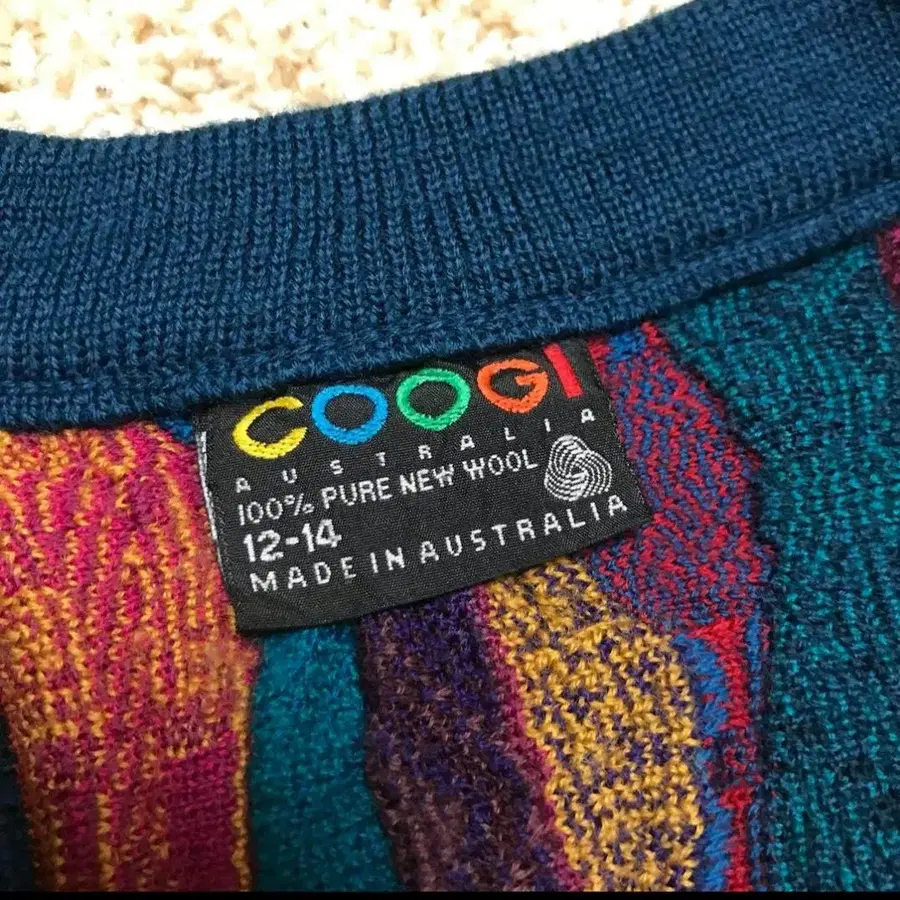 COOGI
AUSTRALIA
100% PURE NEW WOOL
12-14
MADE IN AUSTRALIA